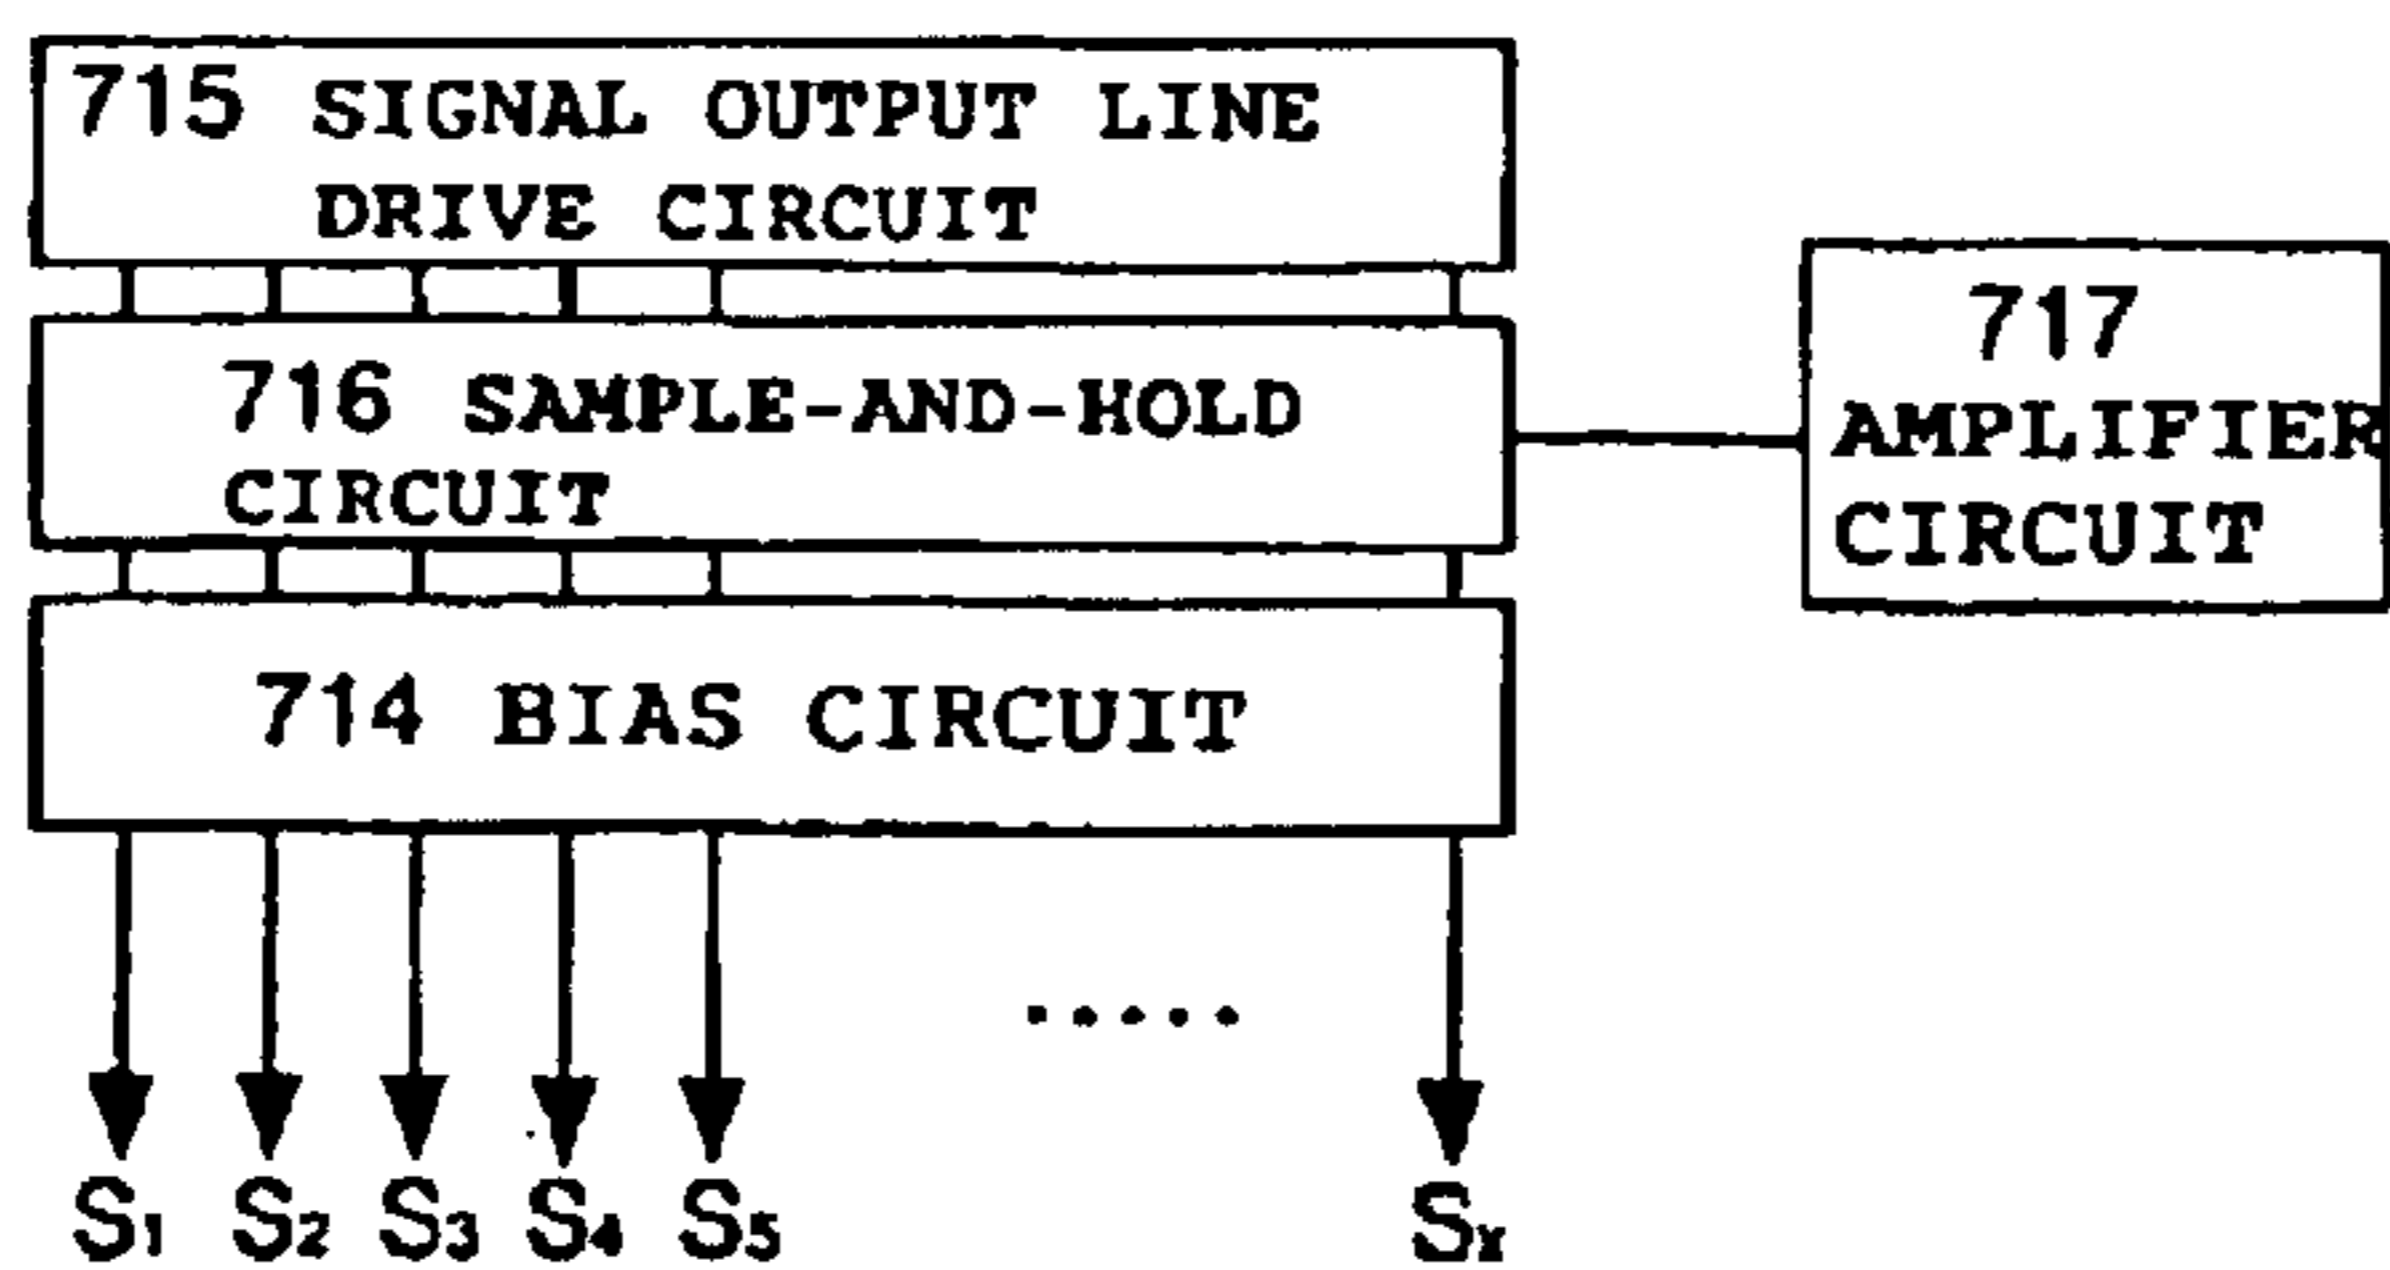 715 SIGNAL OUTPUT LINE
DRIVE CIRCUIT
716 SAMPLE-AND-HOLD
CIRCUIT
717
AMPLIFIER
CIRCUIT
714 BIAS CIRCUIT
.....
S1 S2 S3 S4 S5 Sx